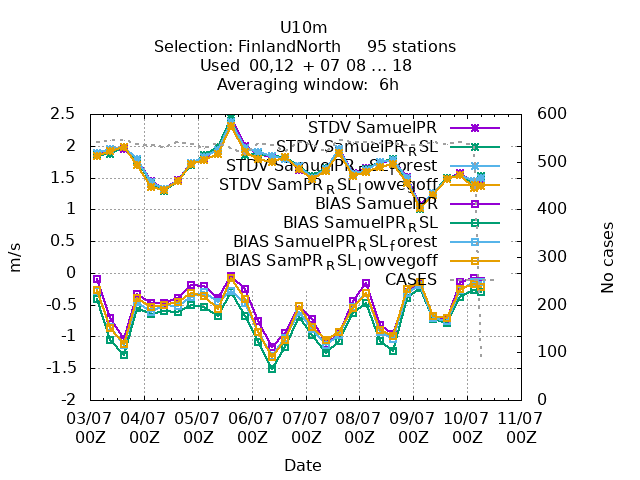 U10m
Selection: FinlandNorth 95 stations
Used 00,12 + 07 08 ... 18
Averaging window: 6h
2.5
2
1.5
1
0.5
0
-0.5
-1
-1.5
-2
m/s
600
500
400
300
200
100
0
No cases
STDV SamuelPR
STDV SamuelPR_RSL
STDV SamuelPR_RSL_forest
STDV SamPR_RSL_lowvegoff
BIAS SamuelPR
BIAS SamuelPR_RSL
BIAS SamuelPR_RSL_forest
BIAS SamPR_RSL_lowvegoff
CASES
03/07 04/07 05/07 06/07 07/07 08/07 09/07 10/07 11/07
00Z 00Z 00Z 00Z 00Z 00Z 00Z 00Z 00Z
Date